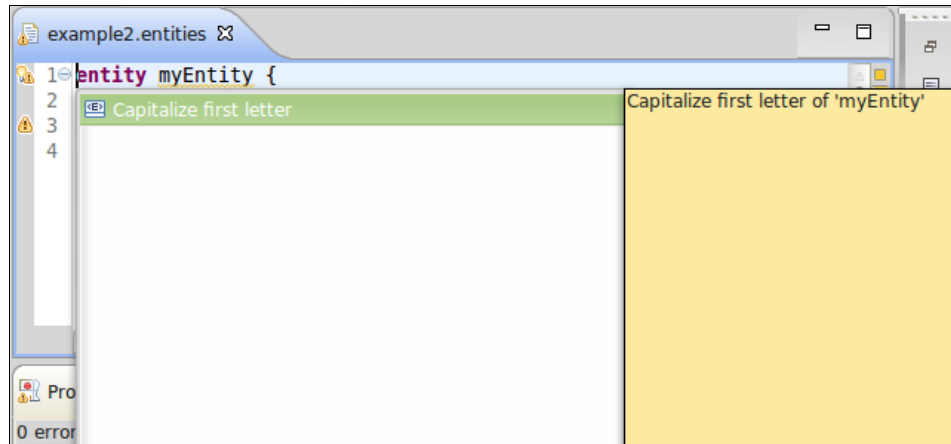 example2.entities
1 entity myEntity {
2 Capitalize first letter
Capitalize first letter of 'myEntity'
3
4
Pro
0 error